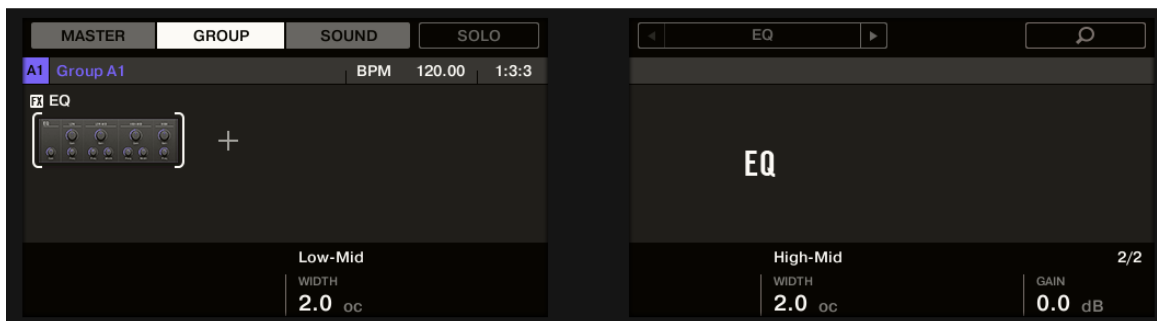 MASTER GROUP SOUND SOLO
EQ
A1 Group A1 BPM 120.00 1:3:3
FX EQ
EQ
Low-Mid
WIDTH
2.0 oc
High-Mid 2/2
WIDTH GAIN
2.0 oc 0.0 dB